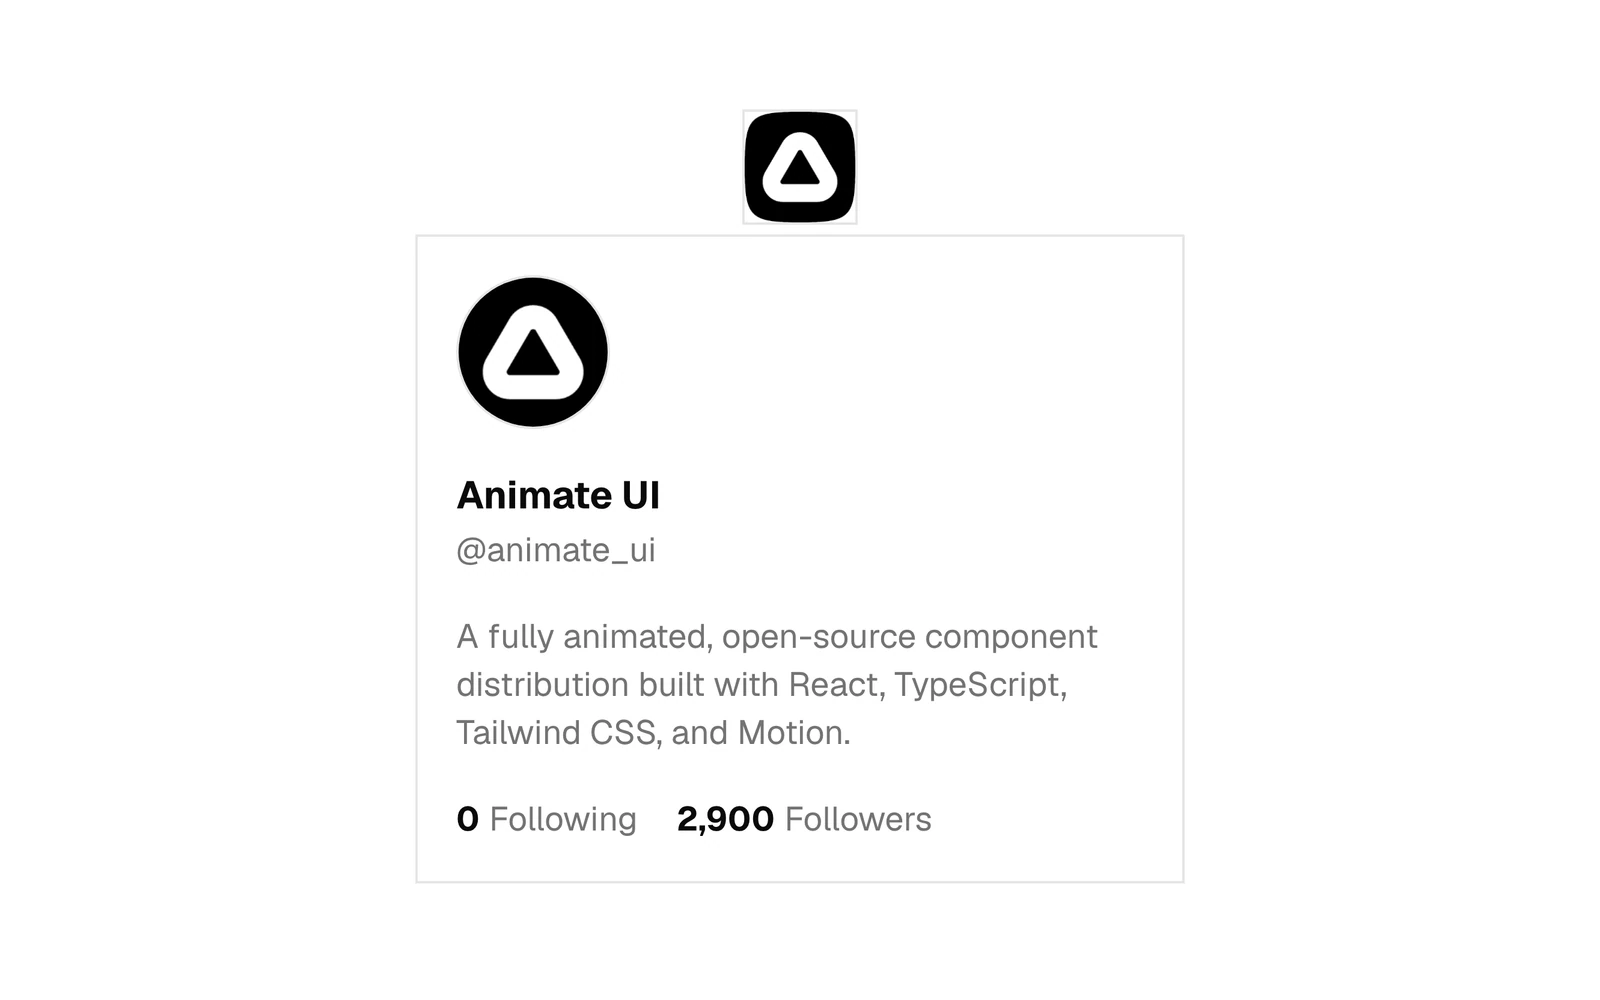 Animate UI
@animate_ui
A fully animated, open-source component
distribution built with React, TypeScript,
Tailwind CSS, and Motion.
0 Following 2,900 Followers